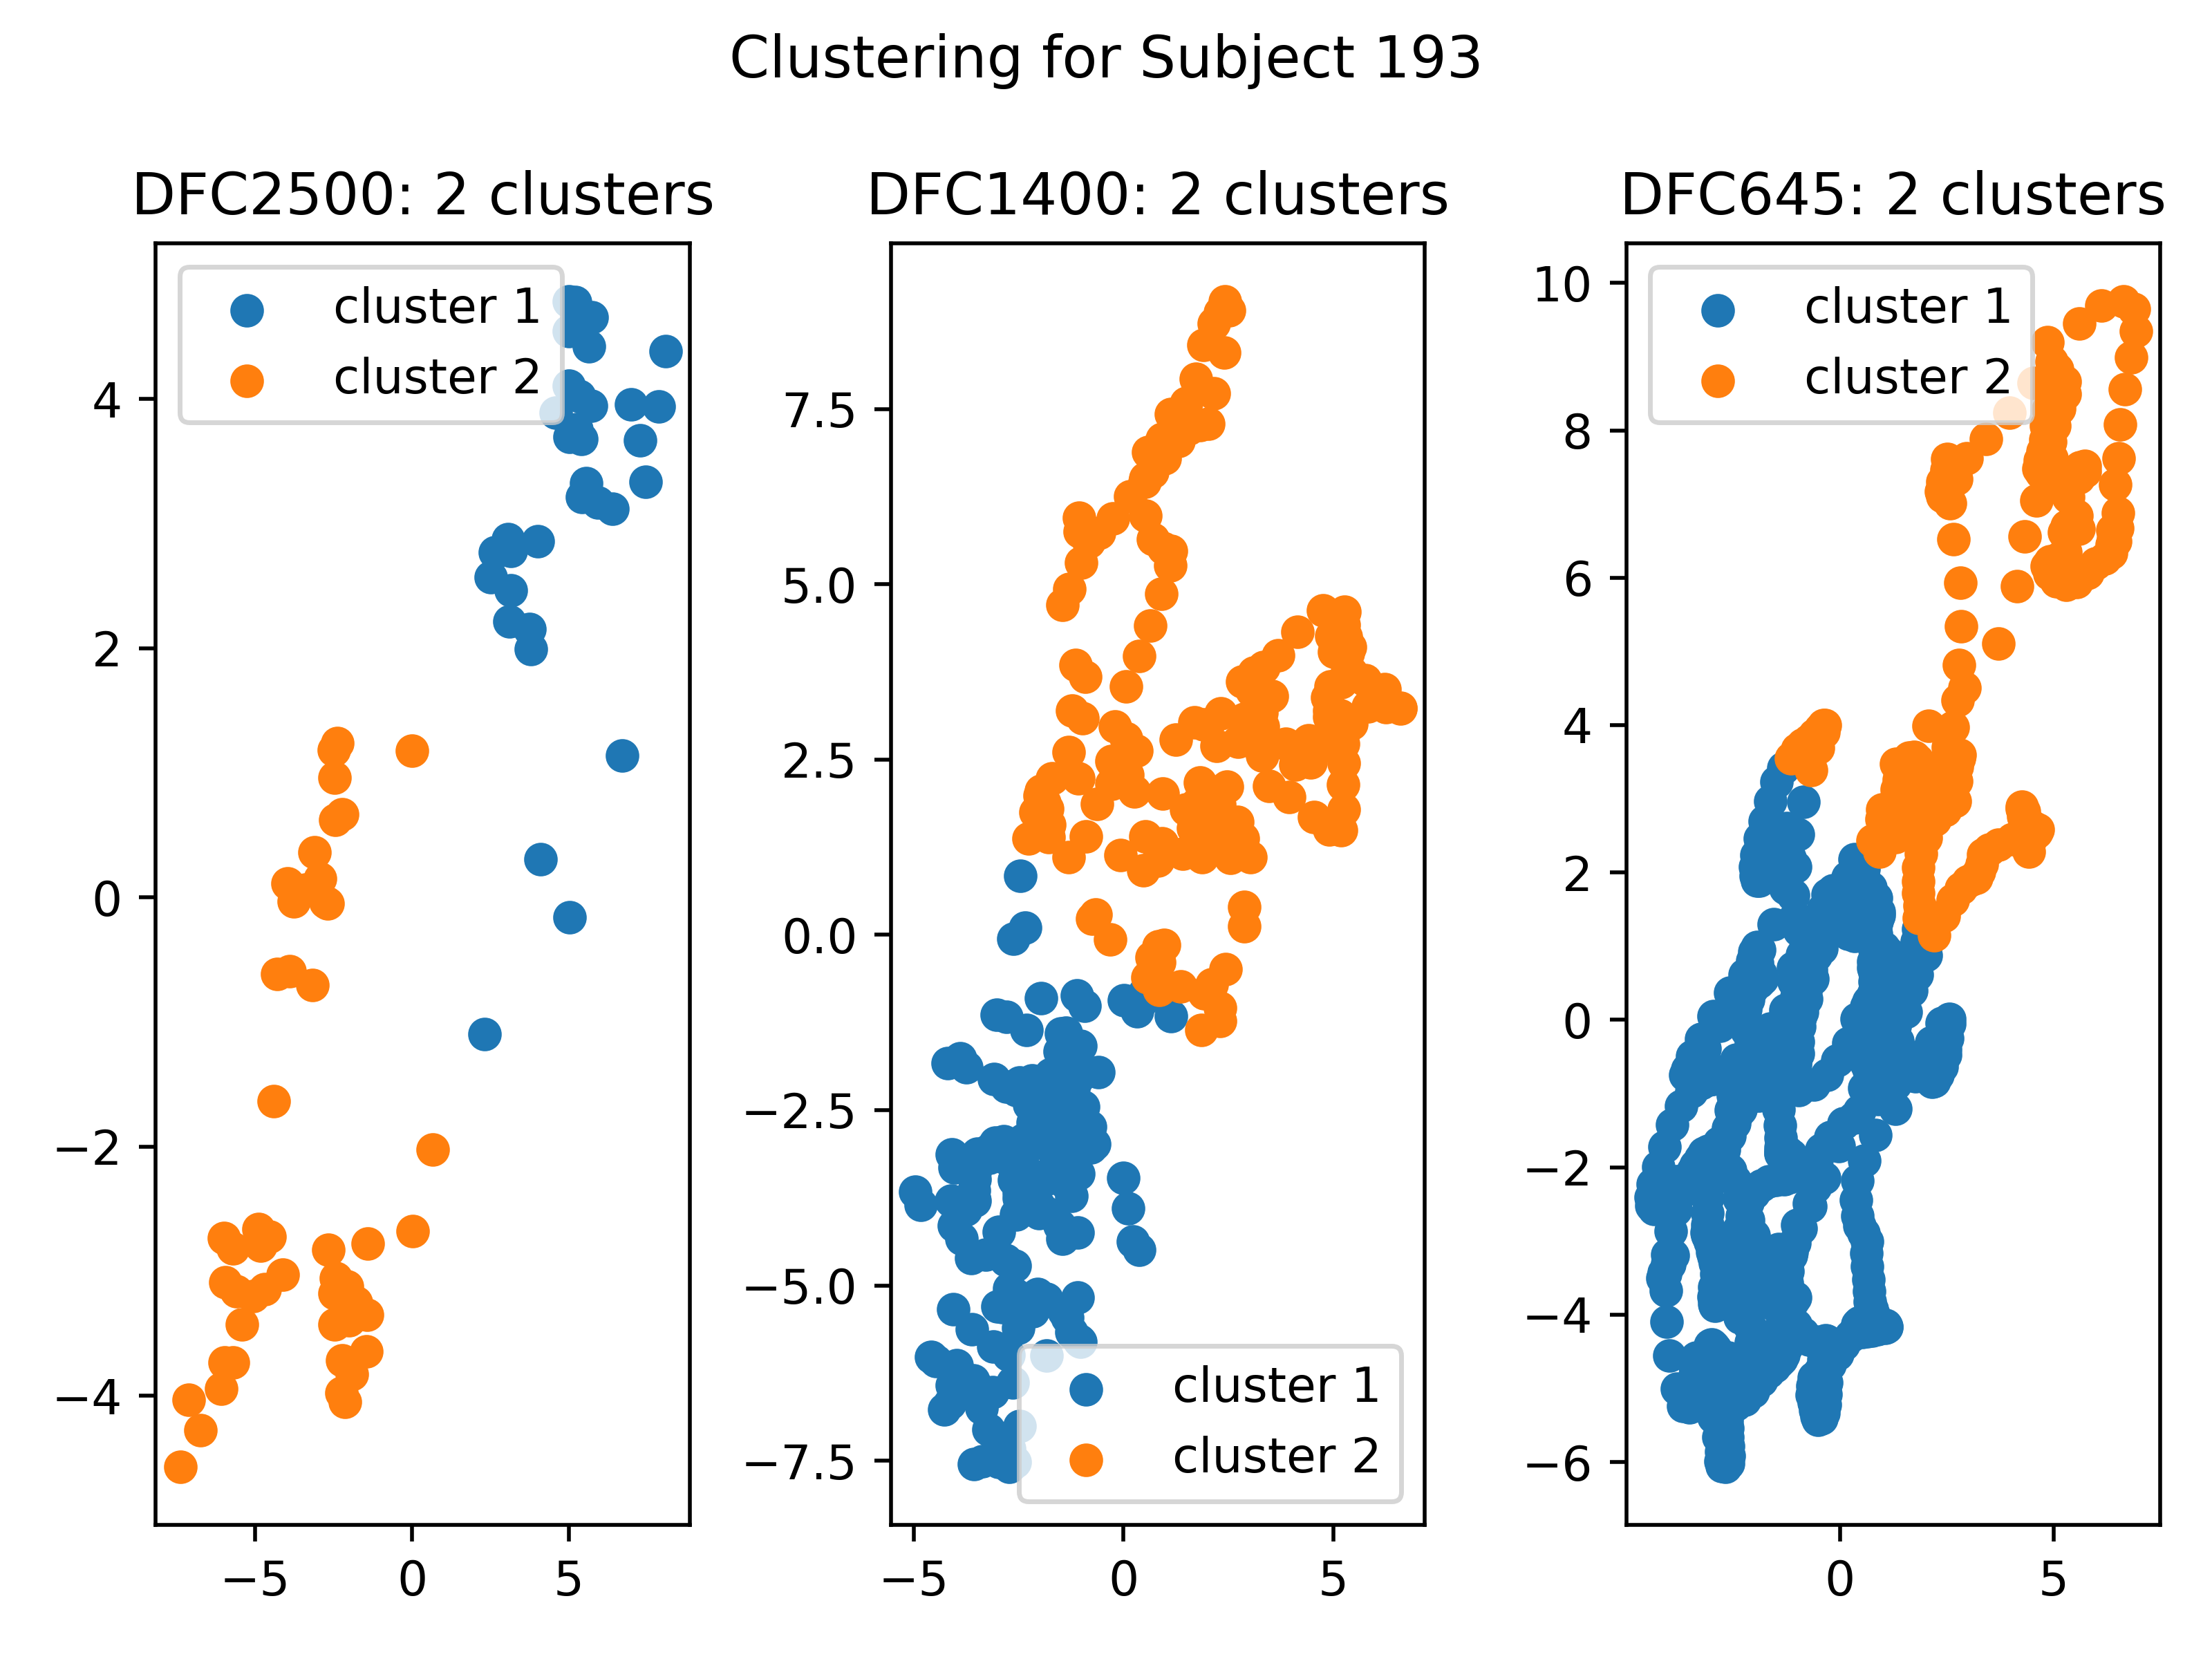 Clustering for Subject 193
DFC2500: 2 clusters
cluster 1
cluster 2
4
2
0
−2
−4
−5
0
5
DFC1400: 2 clusters
7.5
5.0
2.5
0.0
−2.5
−5.0
−7.5
cluster 1
cluster 2
−5
0
5
DFC645: 2 clusters
cluster 1
cluster 2
10
8
6
4
2
0
−2
−4
−6
0
5